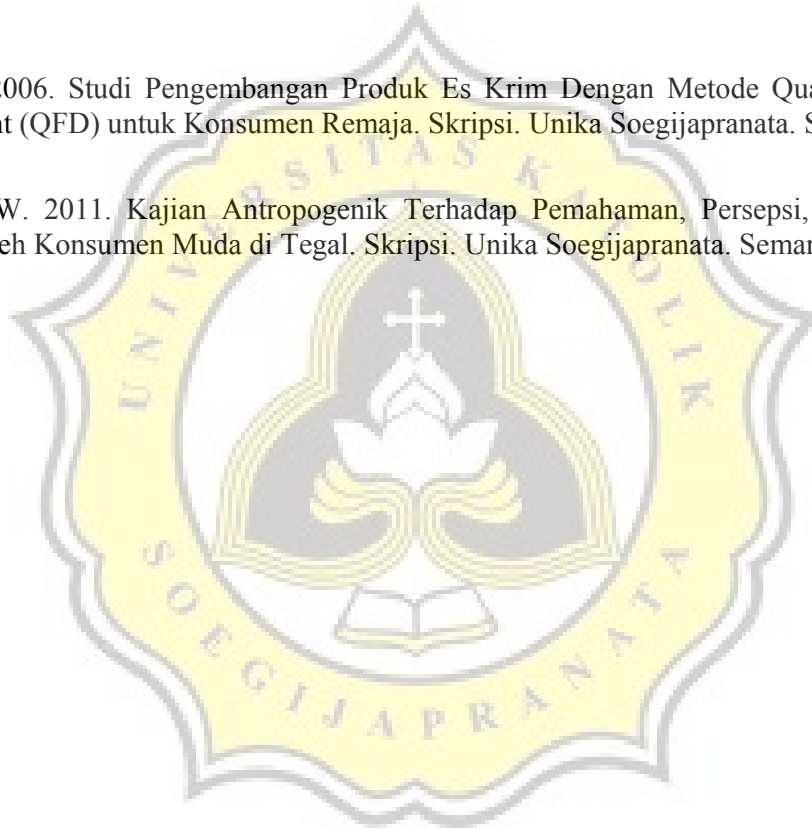 2006. Studi Pengembangan Produk Es Krim Dengan Metode Qua
nt (QFD) untuk Konsumen Remaja. Skripsi. Unika Soegijapranata. S
W. 2011. Kajian Antropogenik Terhadap Pemahaman, Persepsi,
eh Konsumen Muda di Tegal. Skripsi. Unika Soegijapranata. Semar
UNIVERSITAS KATOLIK
SOEGIJAPRANATA